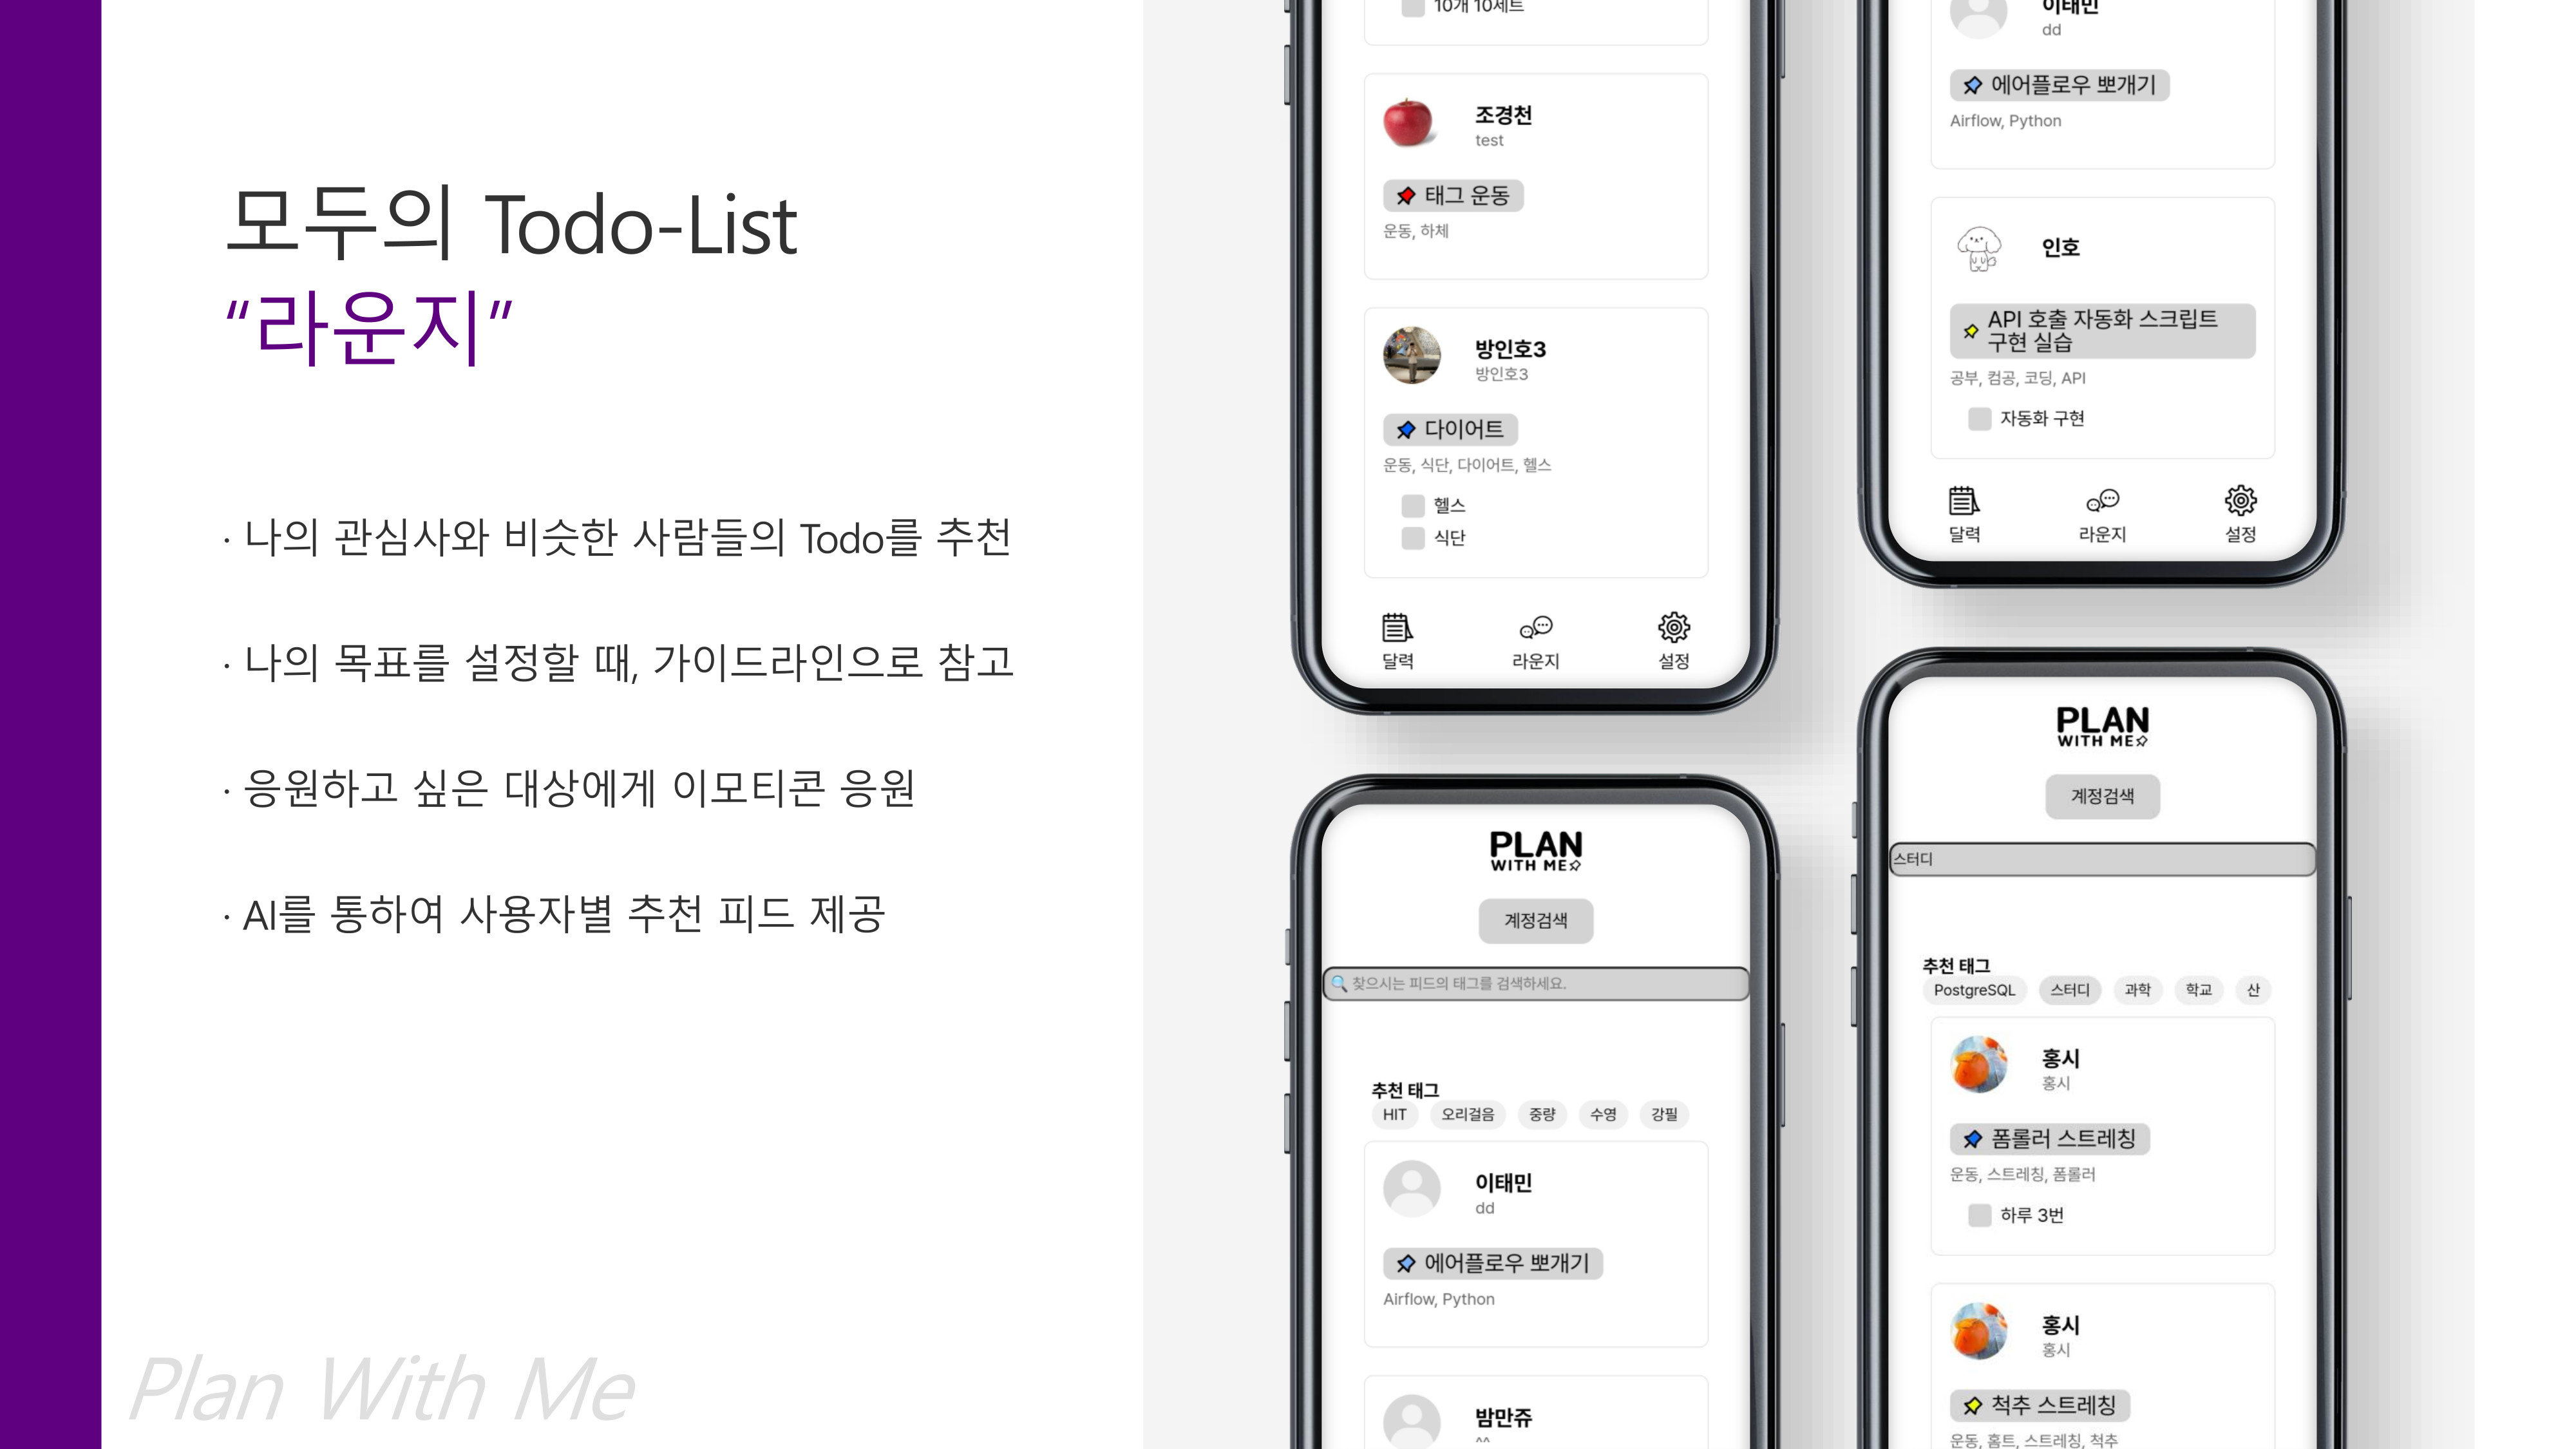 모두의 Todo-List
“라운지”
· 나의 관심사와 비슷한 사람들의 Todo를 추천
· 나의 목표를 설정할 때, 가이드라인으로 참고
· 응원하고 싶은 대상에게 이모티콘 응원
· AI를 통하여 사용자별 추천 피드 제공
Plan With Me
10개 10세트
조경천
test
태그 운동
운동, 하체
방인호3
방인호3
다이어트
운동, 식단, 다이어트, 헬스
헬스
식단
달력 라운지 설정
PLAN
WITH ME
계정검색
찾으시는 피드의 태그를 검색하세요.
추천 태그
HIT 오리걸음 중량 수영 강필
이태민
dd
에어플로우 뽀개기
Airflow, Python
밤만쥬
^^
이태민
dd
에어플로우 뽀개기
Airflow, Python
인호
API 호출 자동화 스크립트
구현 실습
공부, 컴공, 코딩, API
자동화 구현
달력 라운지 설정
PLAN
WITH ME
계정검색
스터디
추천 태그
PostgreSQL 스터디 과학 학교 산
홍시
홍시
폼롤러 스트레칭
운동, 스트레칭, 폼롤러
하루 3번
홍시
홍시
척추 스트레칭
운동, 홈트, 스트레칭, 척추